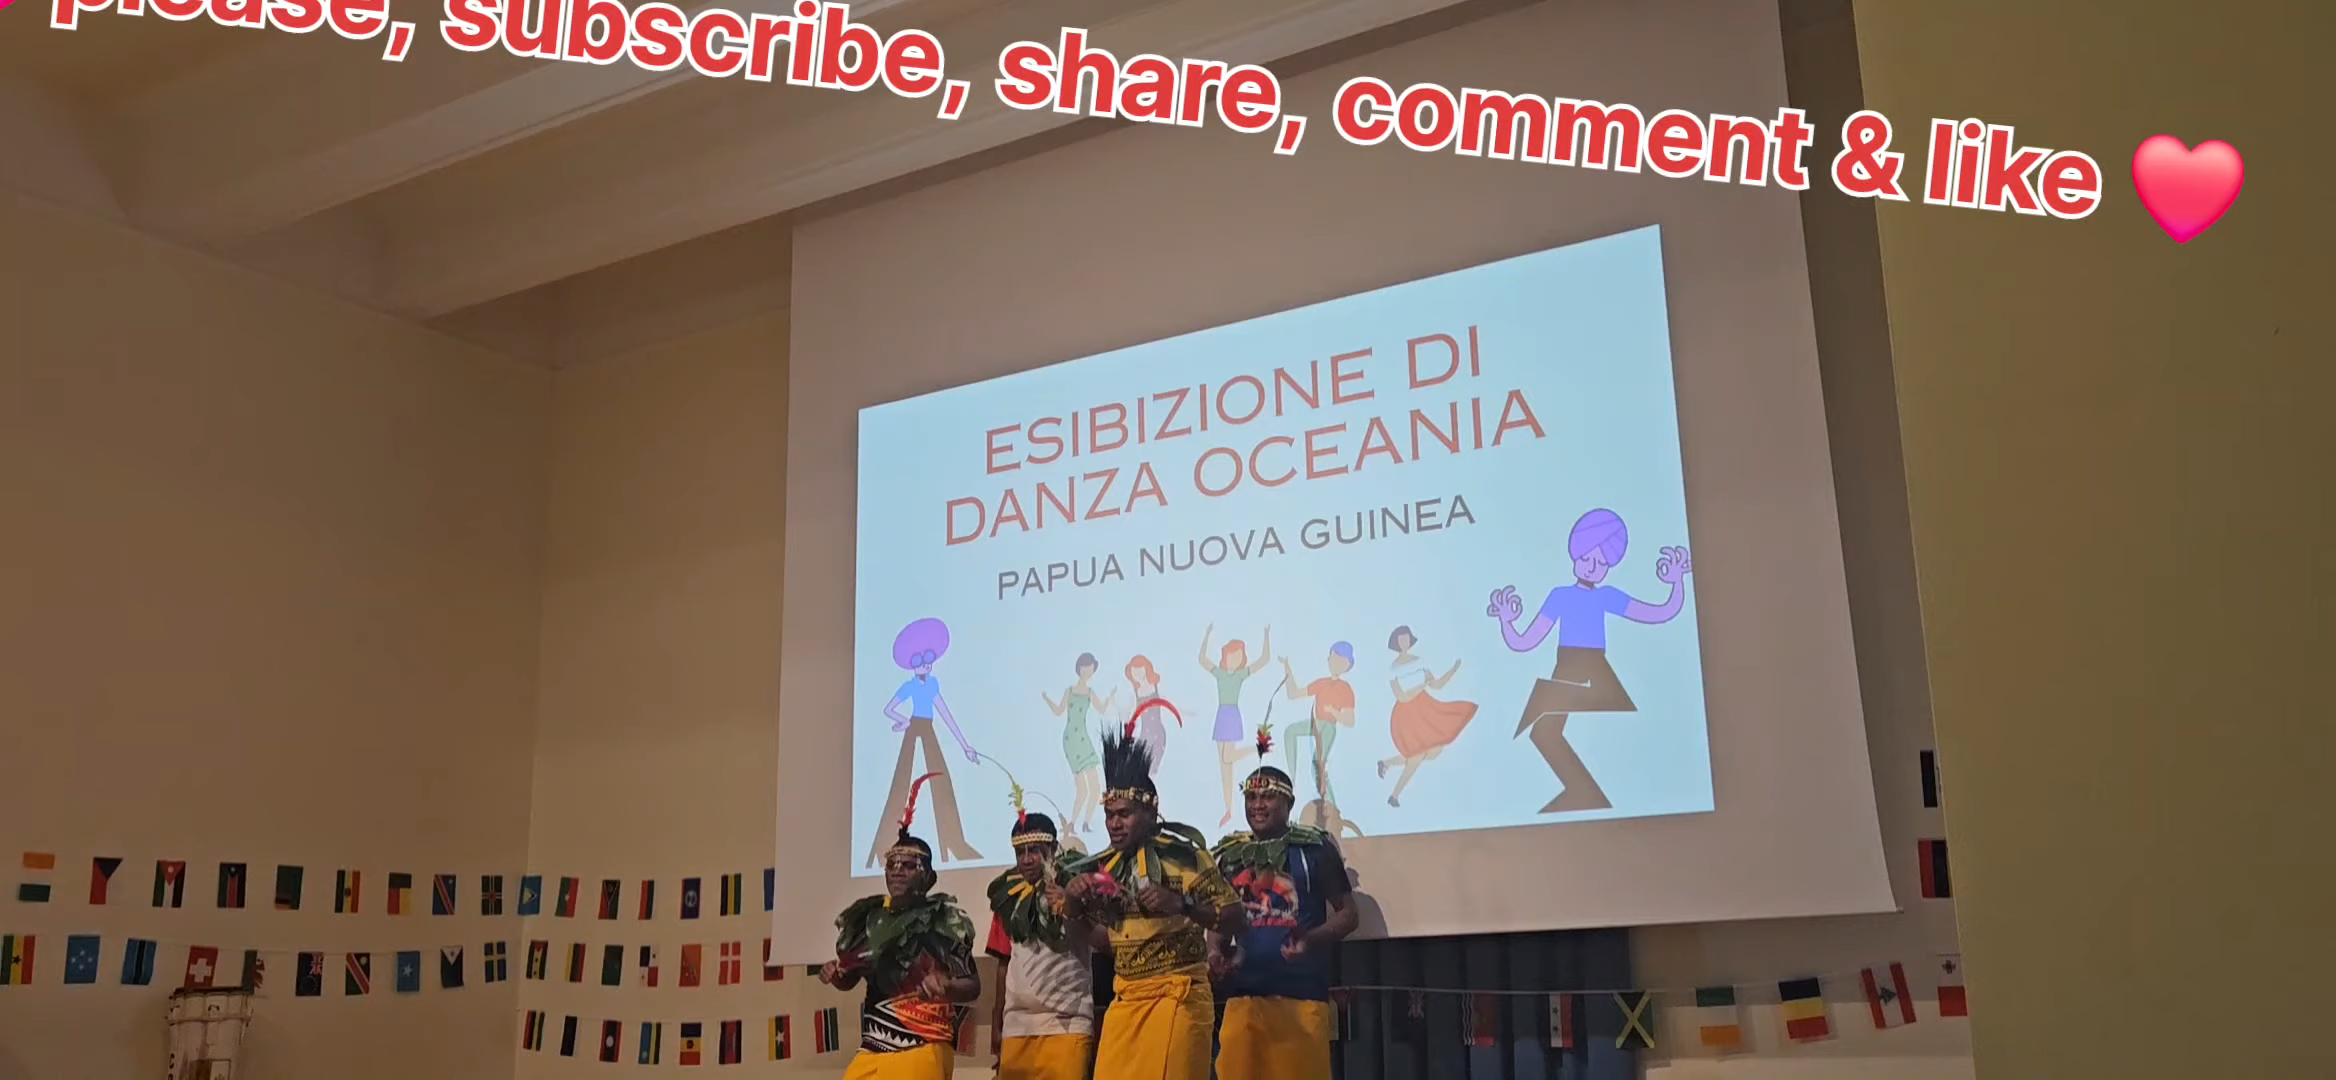 please, subscribe, share, comment & like
ESIBIZIONE DI
DANZA OCEANIA
PAPUA NUOVA GUINEA